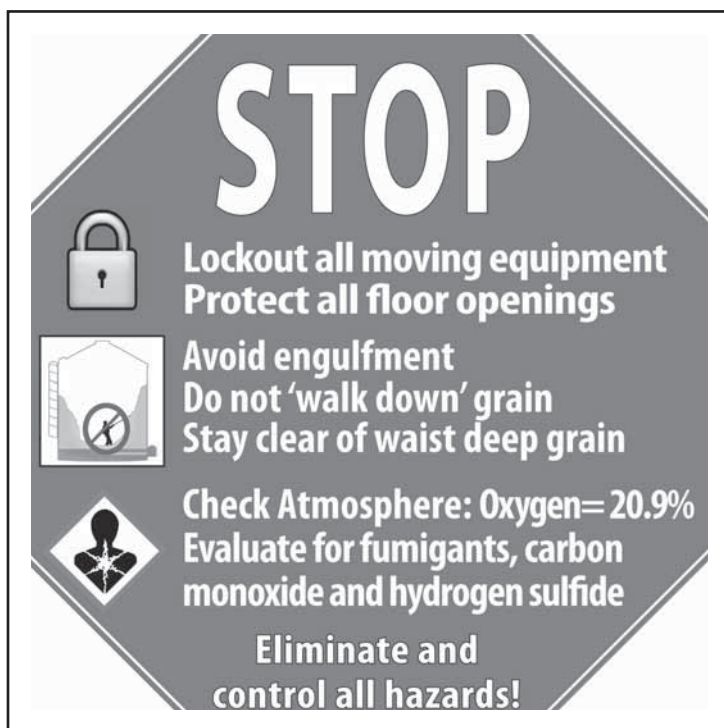 STOP
Lockout all moving equipment
Protect all floor openings
Avoid engulfment
Do not 'walk down' grain
Stay clear of waist deep grain
Check Atmosphere: Oxygen= 20.9%
Evaluate for fumigants, carbon
monoxide and hydrogen sulfide
Eliminate and
control all hazards!